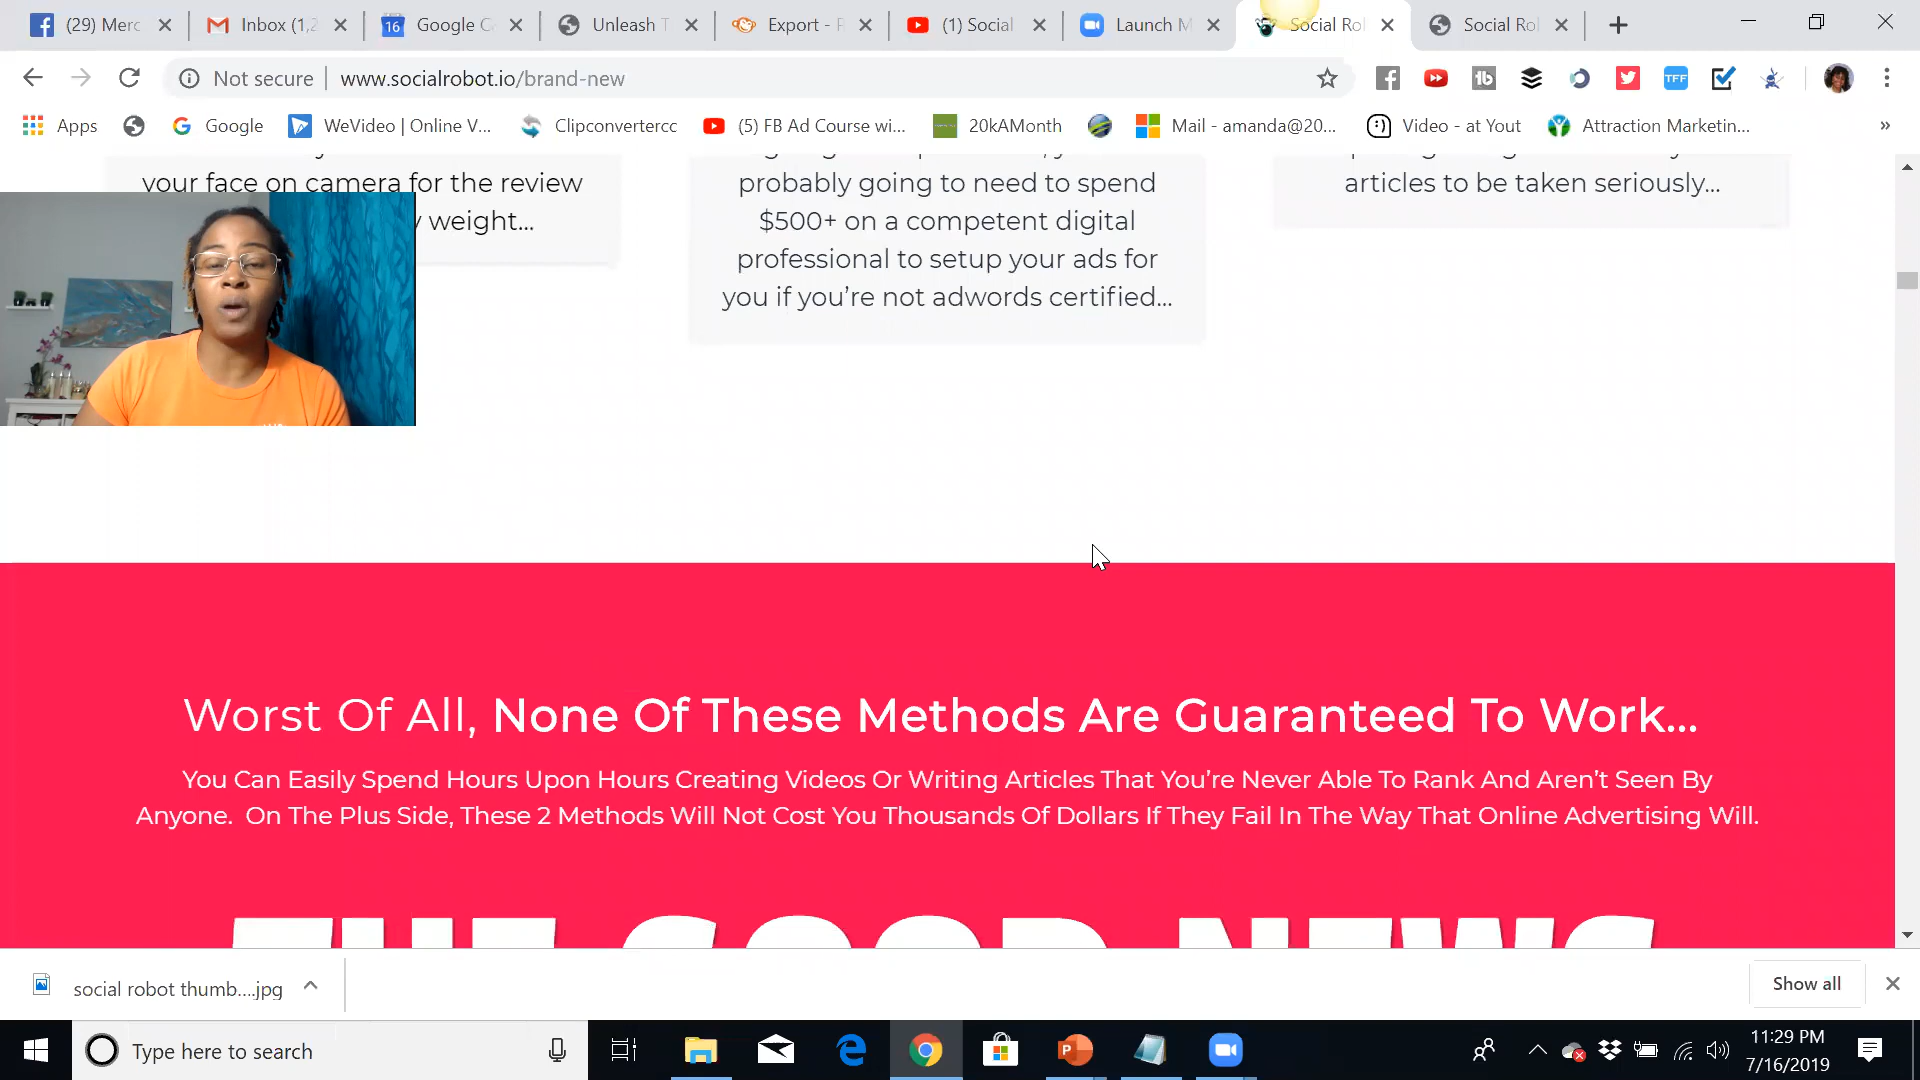 (29) Merc
Inbox (1,2
16
Google C
Unleash T
Export - P
(1) Social
Launch M
Social Rol
Social Rol
Not secure
www.socialrobot.io/brand-new
TFF
Apps
Google
WeVideo | Online V...
Clipconvertercc
(5) FB Ad Course wi...
20kAMonth
Mail - amanda@20...
Video - at Yout
Attraction Marketin...
»
your face on camera for the review
weight...
probably going to need to spend
$500+ on a competent digital
professional to setup your ads for
you if you're not adwords certified...
articles to be taken seriously...
Worst Of All, None Of These Methods Are Guaranteed To Work...
You Can Easily Spend Hours Upon Hours Creating Videos Or Writing Articles That You're Never Able To Rank And Aren't Seen By
Anyone. On The Plus Side, These 2 Methods Will Not Cost You Thousands Of Dollars If They Fail In The Way That Online Advertising Will.
THE GOOD NEWS
social robot thumb....jpg
Show all
Type here to search
11:29 PM
7/16/2019